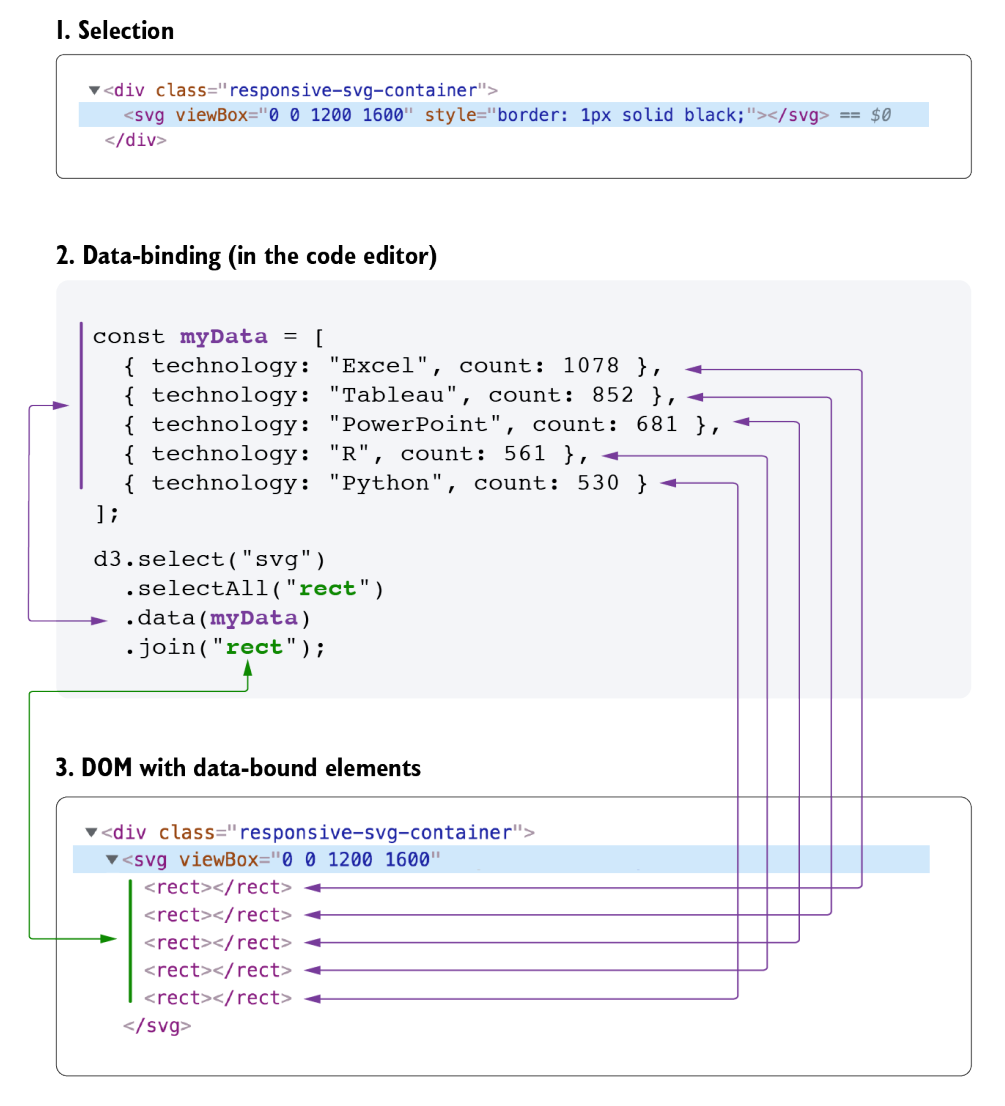 1. Selection
▼<div class="responsive-svg-container">
<svg viewBox="0 0 1200 1600" style="border: 1px solid black;"></svg> == $0
</div>
2. Data-binding (in the code editor)
const myData = [
{ technology: "Excel", count: 1078 },
{ technology: "Tableau", count: 852 },
{ technology: "PowerPoint", count: 681 },
{ technology: "R", count: 561 },
{ technology: "Python", count: 530 }
];
d3.select("svg")
.selectAll("rect")
.data(myData)
.join("rect");
3. DOM with data-bound elements
▼<div class="responsive-svg-container">
▼<svg viewBox="0 0 1200 1600"
<rect></rect>
<rect></rect>
<rect></rect>
<rect></rect>
<rect></rect>
</svg>